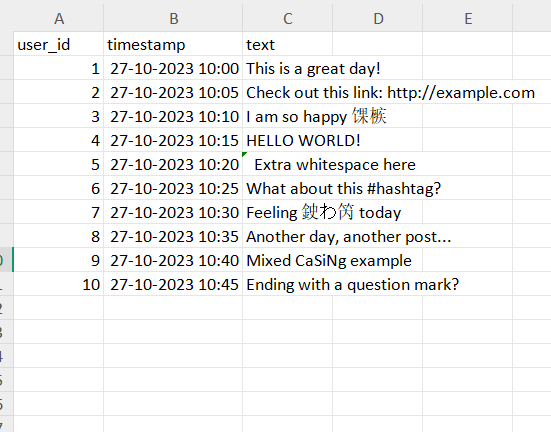 A B C D E
user_id timestamp text
1 27-10-2023 10:00 This is a great day!
2 27-10-2023 10:05 Check out this link: http://example.com
3 27-10-2023 10:10 I am so happy 馃槉
4 27-10-2023 10:15 HELLO WORLD!
5 27-10-2023 10:20 Extra whitespace here
6 27-10-2023 10:25 What about this #hashtag?
7 27-10-2023 10:30 Feeling today
8 27-10-2023 10:35 Another day, another post...
9 27-10-2023 10:40 Mixed CaSiNg example
10 27-10-2023 10:45 Ending with a question mark?